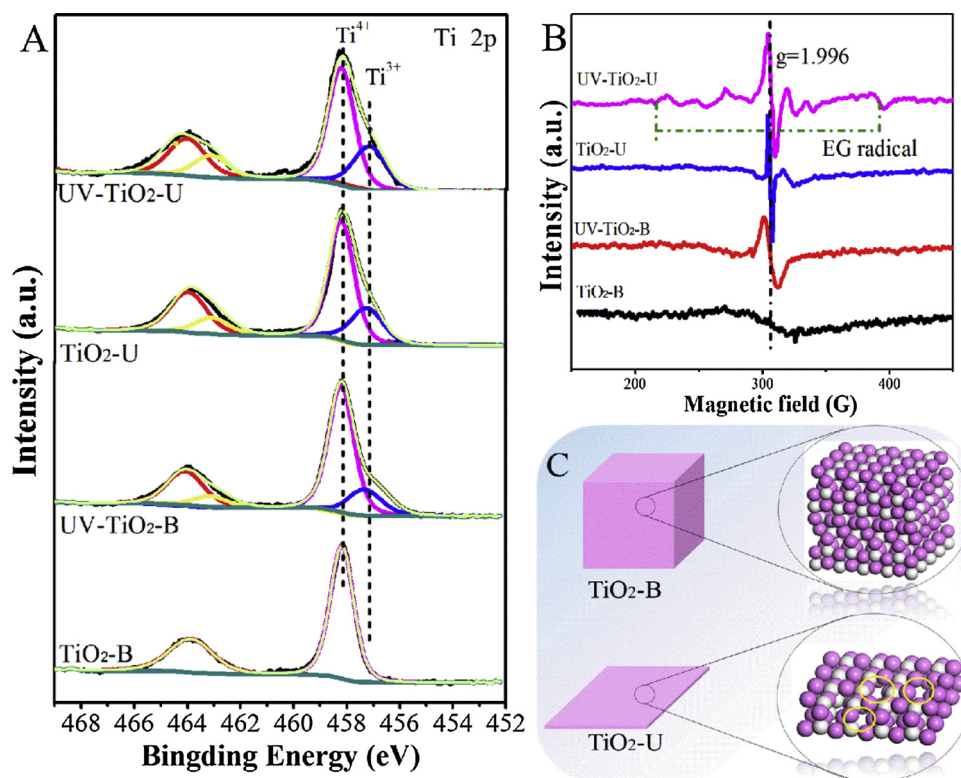 A
Ti⁴⁺
Ti 2p
Ti³⁺
UV-TiO₂-U
TiO₂-U
UV-TiO₂-B
TiO₂-B
Intensity (a.u.)
468 466 464 462 460 458 456 454 452
Bingding Energy (eV)
B
g=1.996
UV-TiO₂-U
EG radical
TiO₂-U
UV-TiO₂-B
TiO₂-B
Intensity (a.u.)
200 300 400
Magnetic field (G)
C
TiO₂-B
TiO₂-U